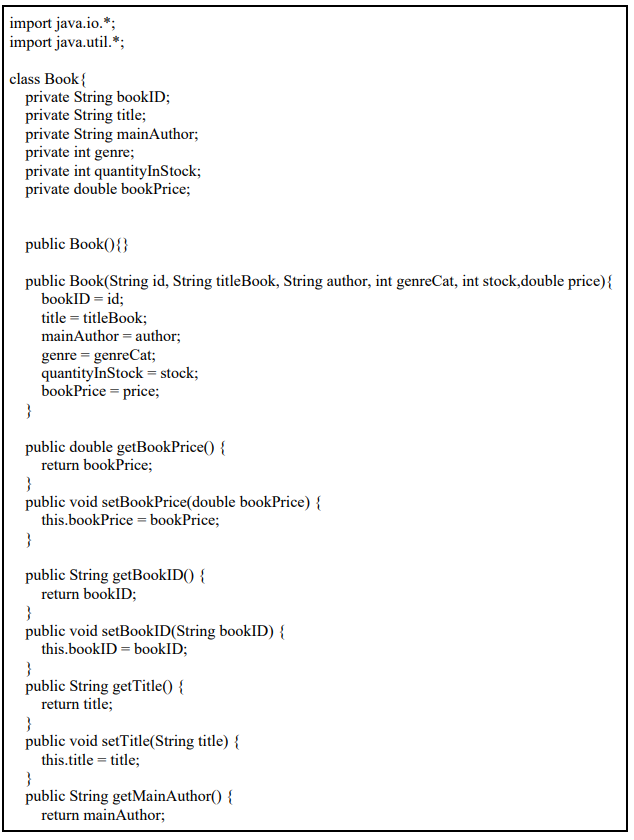 import java.io.*;
import java.util.*;
class Book{
private String bookID;
private String title;
private String mainAuthor;
private int genre;
private int quantityInStock;
private double bookPrice;
public Book(){}
public Book(String id, String titleBook, String author, int genreCat, int stock,double price){
bookID = id;
title = titleBook;
mainAuthor = author;
genre = genreCat;
quantityInStock = stock;
bookPrice = price;
}
public double getBookPrice() {
return bookPrice;
}
public void setBookPrice(double bookPrice) {
this.bookPrice = bookPrice;
}
public String getBookID() {
return bookID;
}
public void setBookID(String bookID) {
this.bookID = bookID;
}
public String getTitle() {
return title;
}
public void setTitle(String title) {
this.title = title;
}
public String getMainAuthor() {
return mainAuthor;